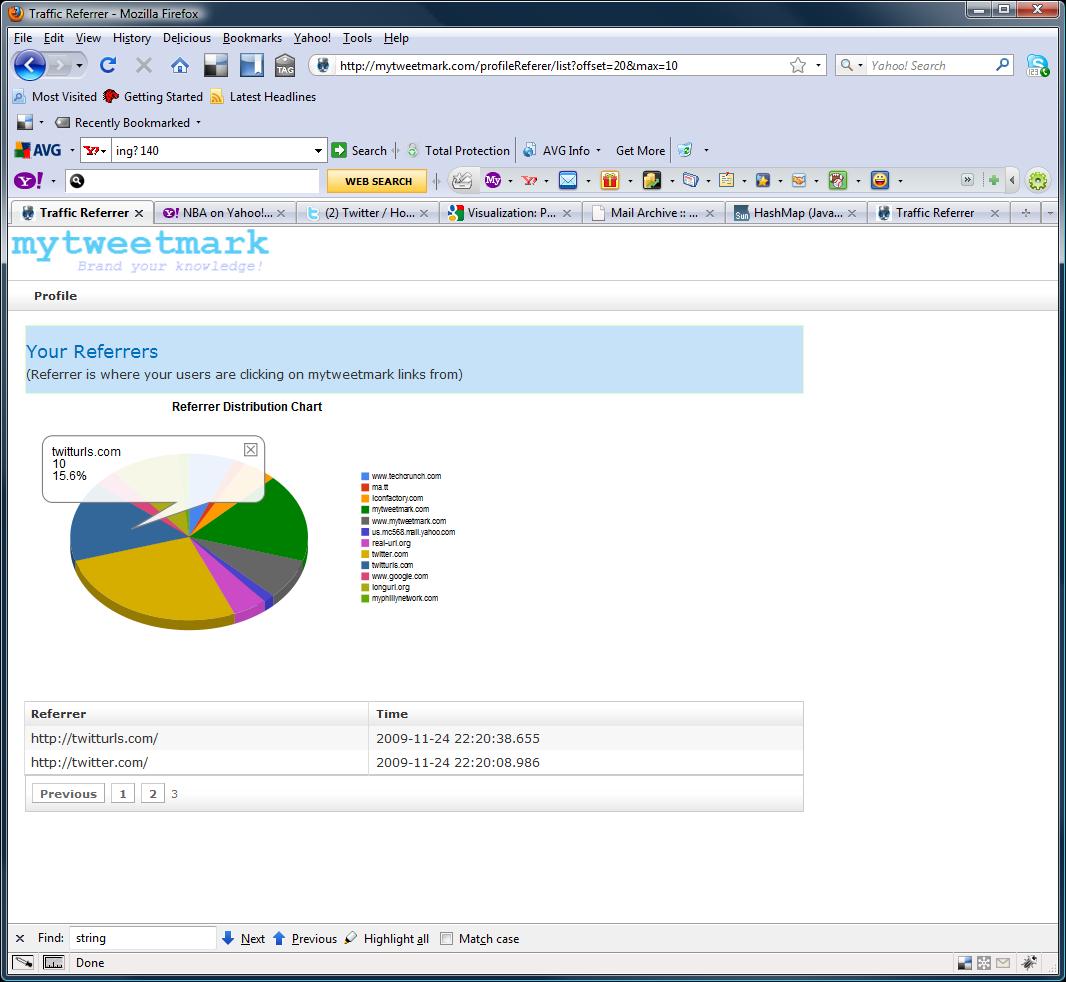 Traffic Referrer - Mozilla Firefox
File Edit View History Delicious Bookmarks Yahoo! Tools Help
TAG http://mytweetmark.com/profileReferer/list?offset=20&max=10 Yahoo! Search
Most Visited Getting Started Latest Headlines
Recently Bookmarked
AVG Y? ing? 140 Search Total Protection AVG Info Get More
Y! WEB SEARCH My
Traffic Referrer Y! NBA on Yahoo!... (2) Twitter / Ho... Visualization: P... Mail Archive :: ... Sun HashMap (Java... Traffic Referrer
mytweetmark
Brand your knowledge!
Profile
Your Referrers
(Referrer is where your users are clicking on mytweetmark links from)
Referrer Distribution Chart
twitturls.com
10
15.6%
www.techcrunch.com
ma.tt
iconfactory.com
mytweetmark.com
www.mytweetmark.com
us.mc568.mail.yahoo.com
real-url.org
twitter.com
twitturls.com
www.google.com
longurl.org
myphillynetwork.com
Referrer Time
http://twitturls.com/ 2009-11-24 22:20:38.655
http://twitter.com/ 2009-11-24 22:20:08.986
Previous 1 2 3
Find: string Next Previous Highlight all Match case
Done